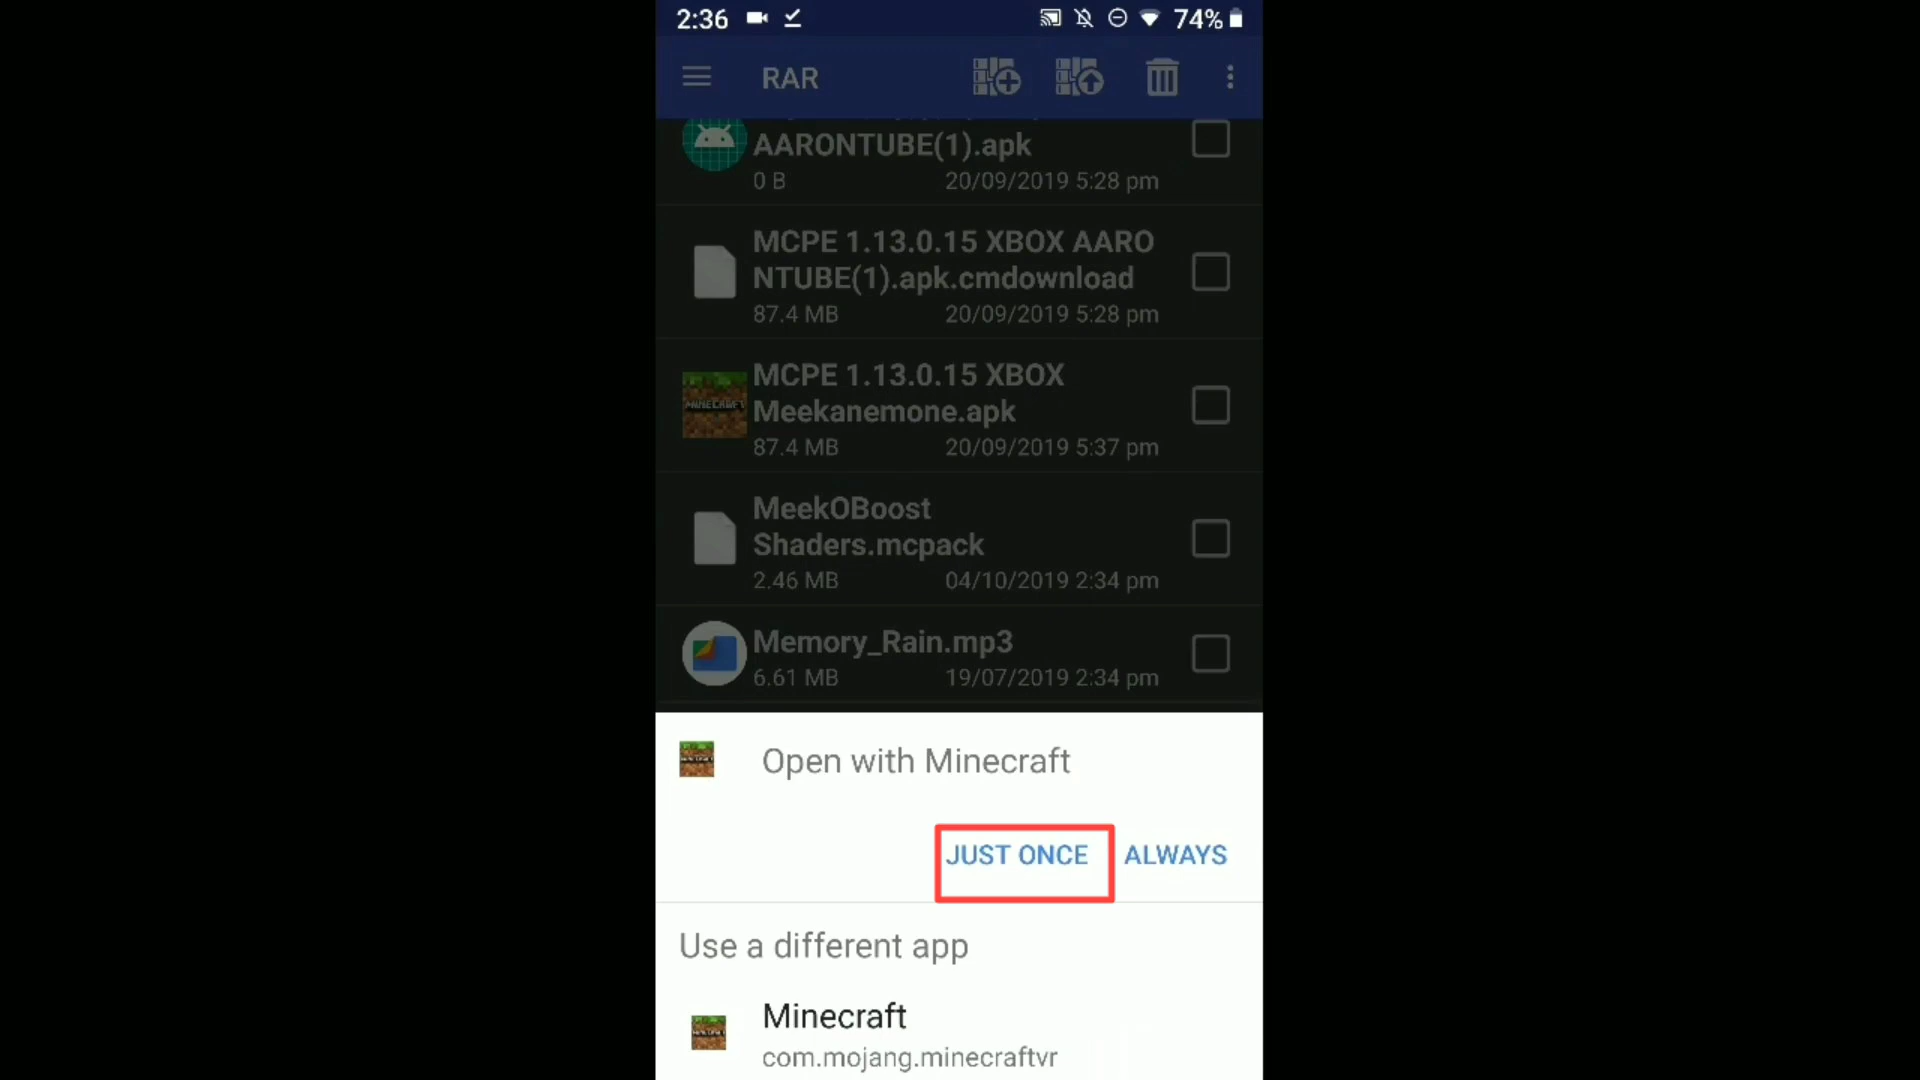 2:36
74%
RAR
AARONTUBE(1).apk
0 B 20/09/2019 5:28 pm
MCPE 1.13.0.15 XBOX AARO
NTUBE(1).apk.cmdownload
87.4 MB 20/09/2019 5:28 pm
MCPE 1.13.0.15 XBOX
Meekanemone.apk
87.4 MB 20/09/2019 5:37 pm
MeekOBoost
Shaders.mcpack
2.46 MB 04/10/2019 2:34 pm
Memory_Rain.mp3
6.61 MB 19/07/2019 2:34 pm
Open with Minecraft
JUST ONCE ALWAYS
Use a different app
Minecraft
com.mojang.minecraftvr